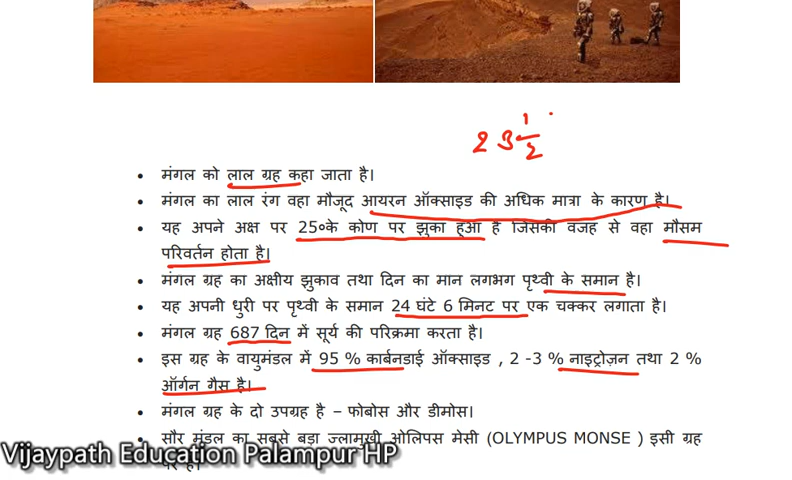 23 1/2
• मंगल को लाल ग्रह कहा जाता है।
• मंगल का लाल रंग वहा मौजूद आयरन ऑक्साइड की अधिक मात्रा के कारण है।
• यह अपने अक्ष पर 25०के कोण पर झुका हुआ है जिसकी वजह से वहा मौसम
परिवर्तन होता है।
• मंगल ग्रह का अक्षीय झुकाव तथा दिन का मान लगभग पृथ्वी के समान है।
• यह अपनी धुरी पर पृथ्वी के समान 24 घंटे 6 मिनट पर एक चक्कर लगाता है।
• मंगल ग्रह 687 दिन में सूर्य की परिक्रमा करता है।
• इस ग्रह के वायुमंडल में 95 % कार्बनडाई ऑक्साइड , 2 -3 % नाइट्रोज़न तथा 2 %
ऑर्गन गैस है।
• मंगल ग्रह के दो उपग्रह है – फोबोस और डीमोस।
• सौर मंडल का सबसे बड़ा ज्लामुखी ओलिपस मेसी (OLYMPUS MONSE ) इसी ग्रह
पर है।
Vijaypath Education Palampur HP